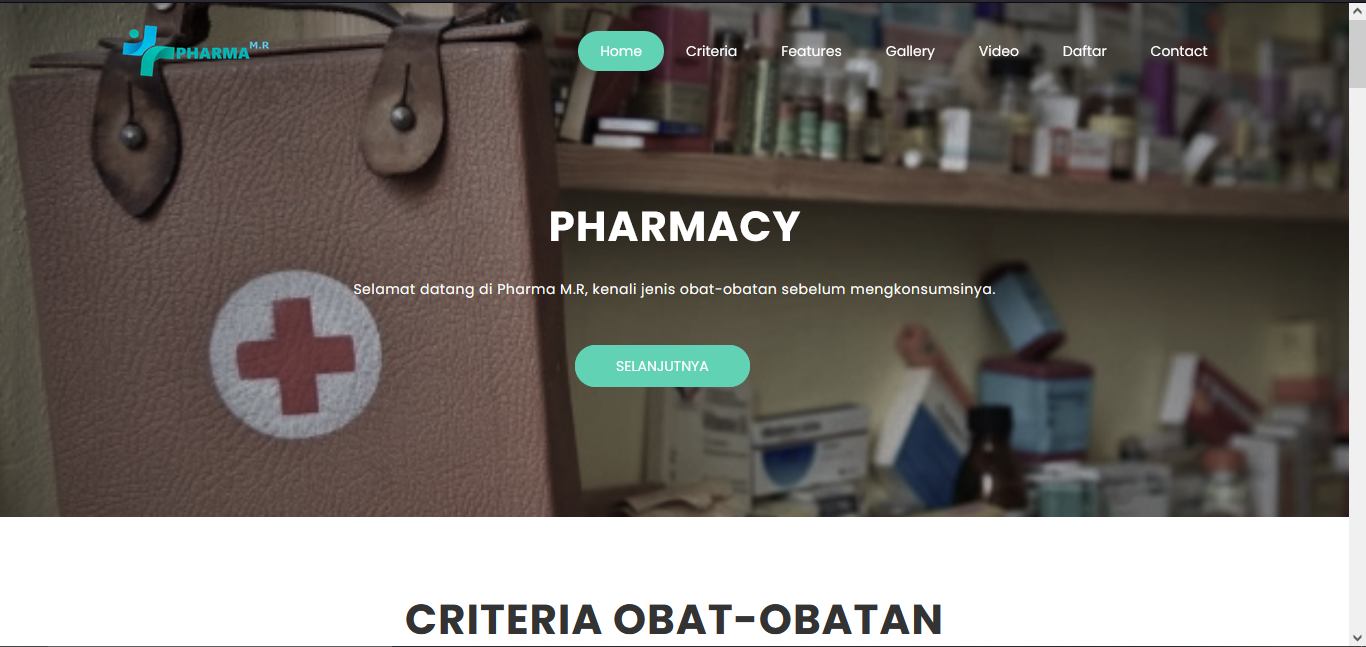 PHARMA M.R
Home Criteria Features Gallery Video Daftar Contact
PHARMACY
Selamat datang di Pharma M.R, kenali jenis obat-obatan sebelum mengkonsumsinya.
SELANJUTNYA
CRITERIA OBAT-OBATAN